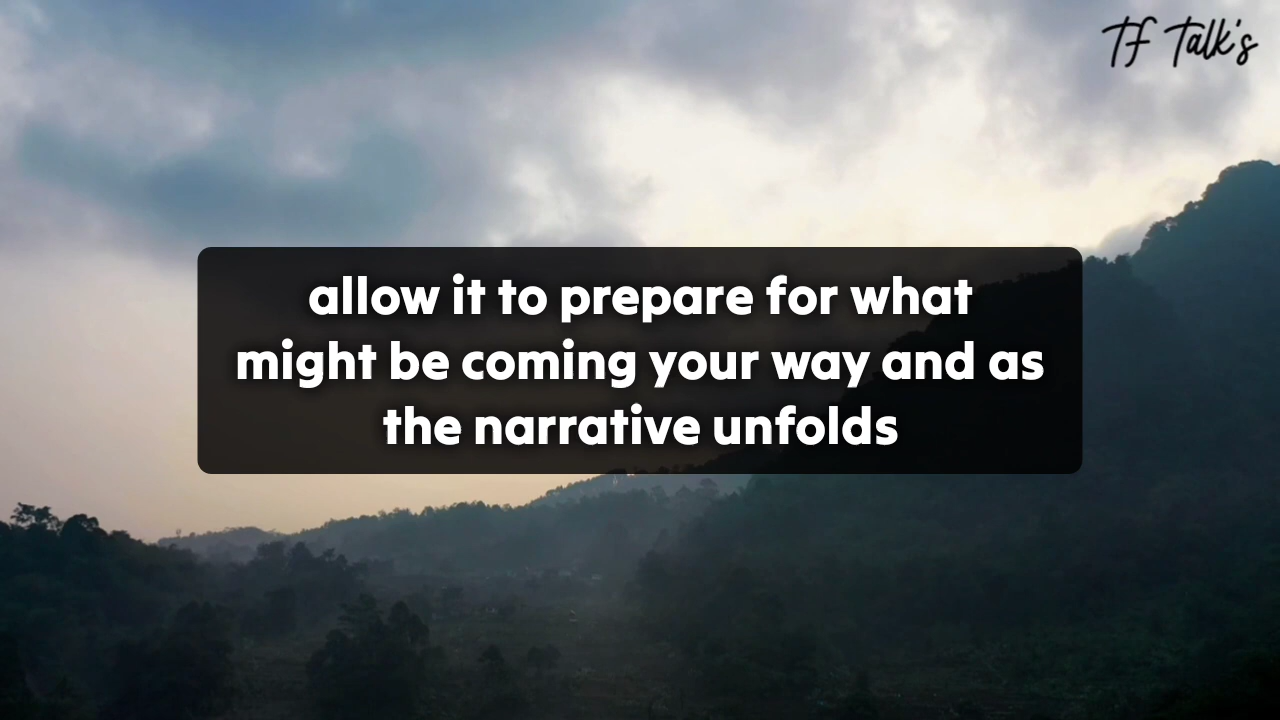 TF Talk's
allow it to prepare for what
might be coming your way and as
the narrative unfolds